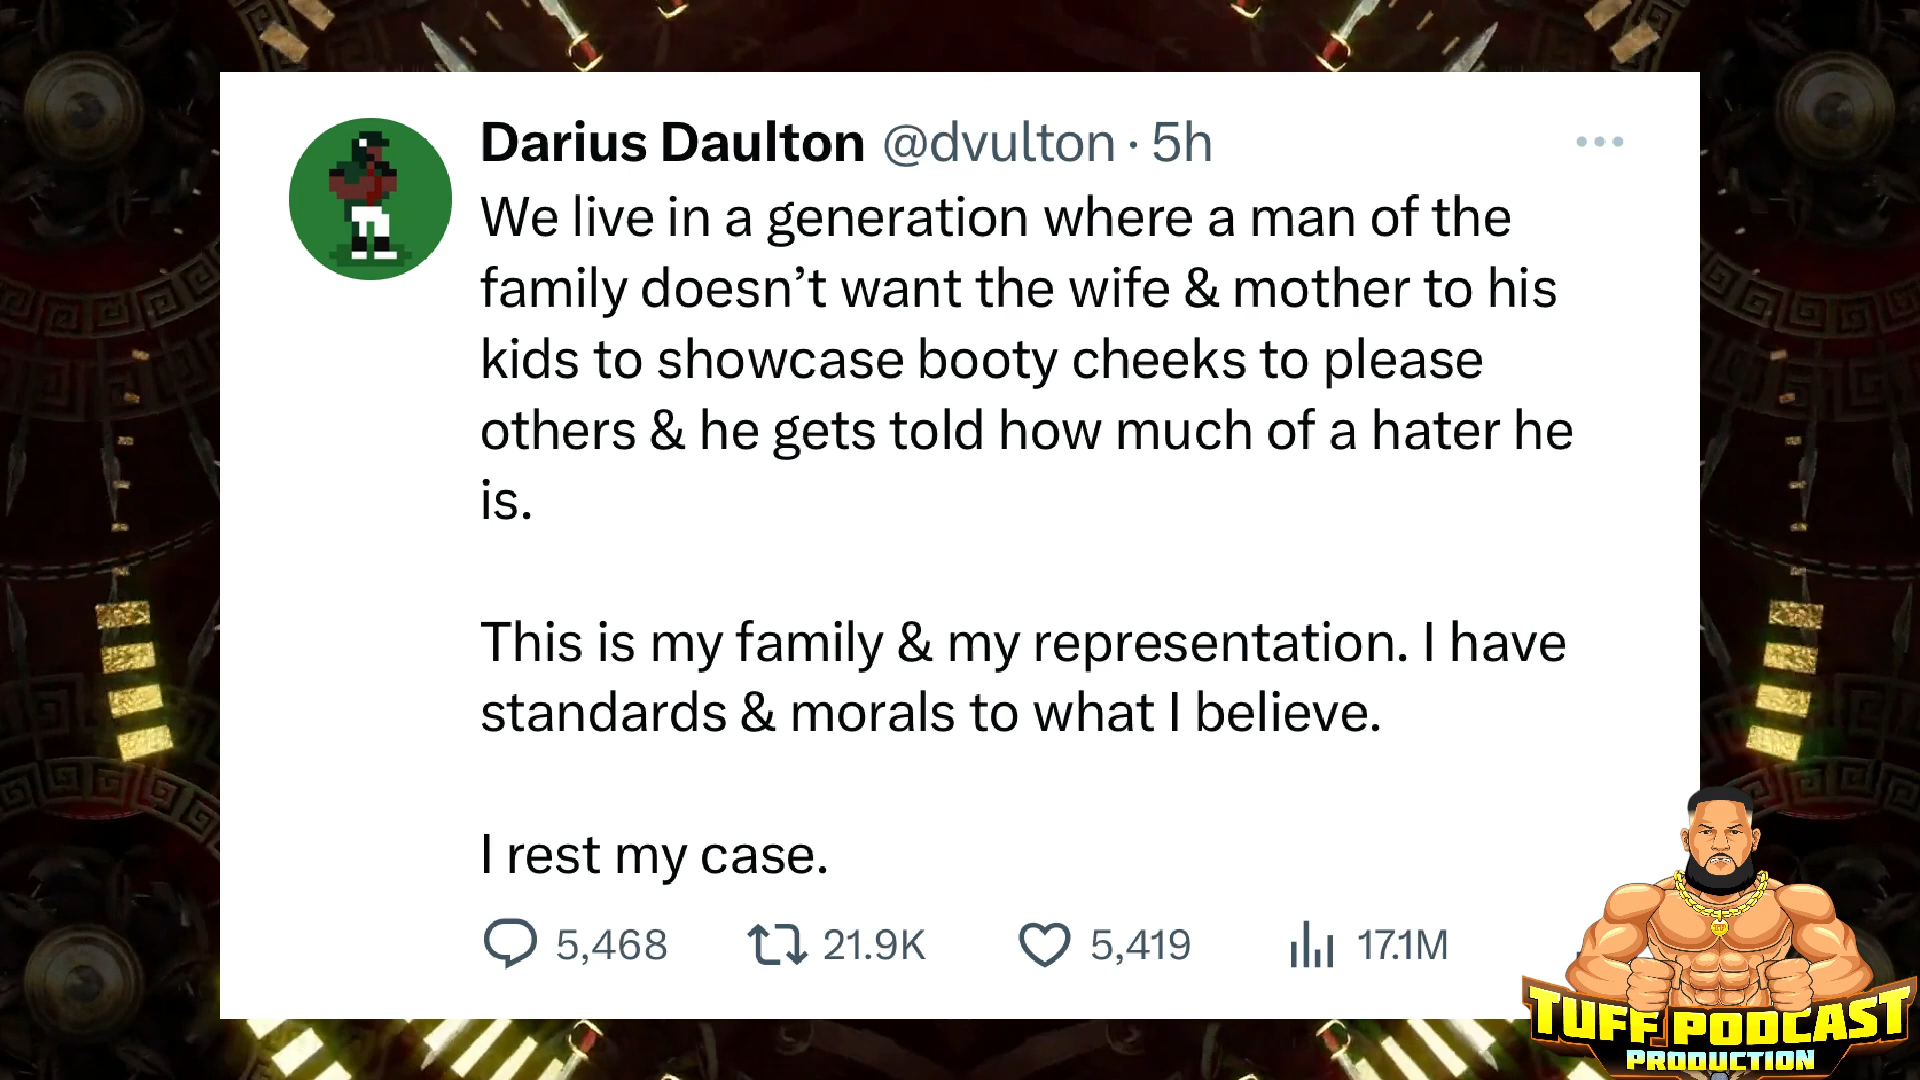 Darius Daulton @dvulton · 5h
We live in a generation where a man of the
family doesn’t want the wife & mother to his
kids to showcase booty cheeks to please
others & he gets told how much of a hater he
is.
This is my family & my representation. I have
standards & morals to what I believe.
I rest my case.
5,468 21.9K 5,419 17.1M
TUFF PODCAST
PRODUCTION